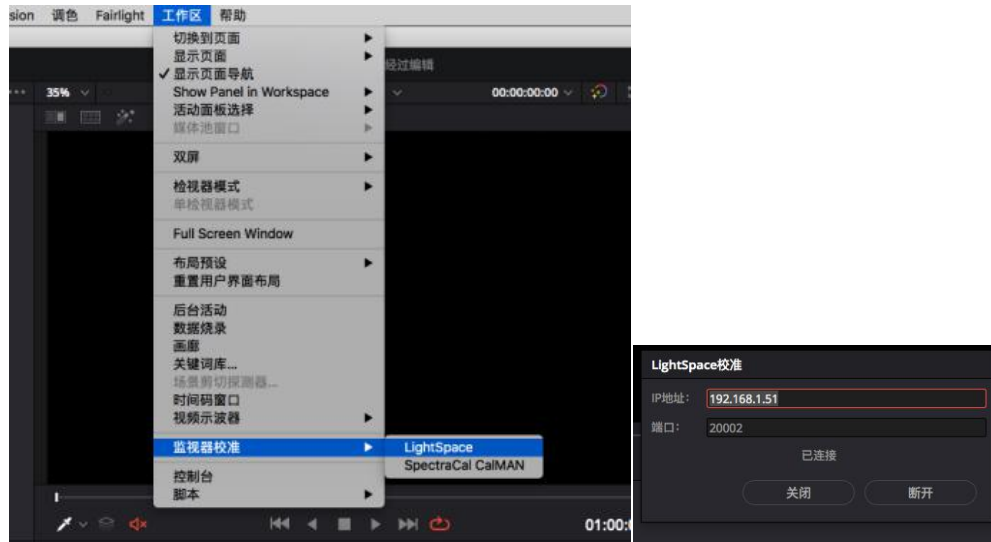 sion 调色 Fairlight 工作区 帮助
切换到页面
显示页面
✓ 显示页面导航
Show Panel in Workspace
活动面板选择
媒体池窗口
双屏
检视器模式
单检视器模式
Full Screen Window
布局预设
重置用户界面布局
后台活动
数据烧录
画廊
关键词库...
场景剪切探测器...
时间码窗口
视频示波器
监视器校准
LightSpace
SpectraCal CalMAN
控制台
脚本
经过编辑
35%
00:00:00:00
01:00:
LightSpace校准
IP地址: 192.168.1.51
端口: 20002
已连接
关闭 断开